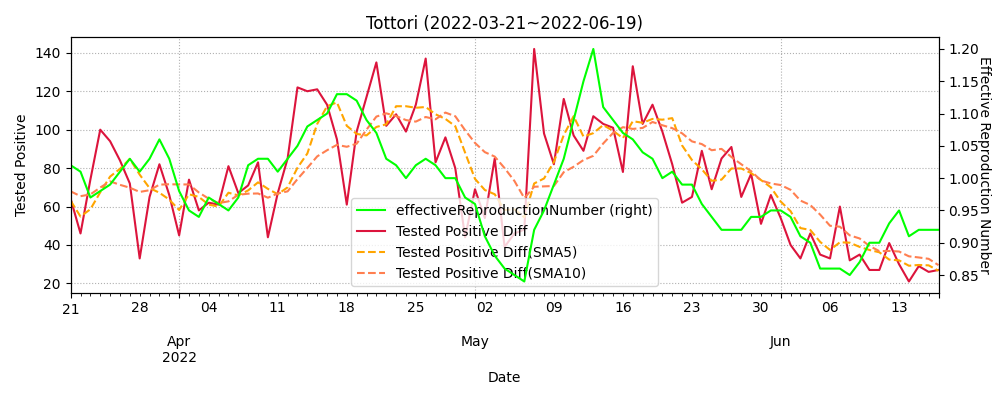 Tottori (2022-03-21~2022-06-19)
140
120
100
80
60
40
20
Tested Positive
1.20
1.15
1.10
1.05
1.00
0.95
0.90
0.85
Effective Reproduction Number
effectiveReproductionNumber (right)
Tested Positive Diff
Tested Positive Diff(SMA5)
Tested Positive Diff(SMA10)
21 28 04 11 18 25 02 09 16 23 30 06 13
Apr May Jun
2022
Date